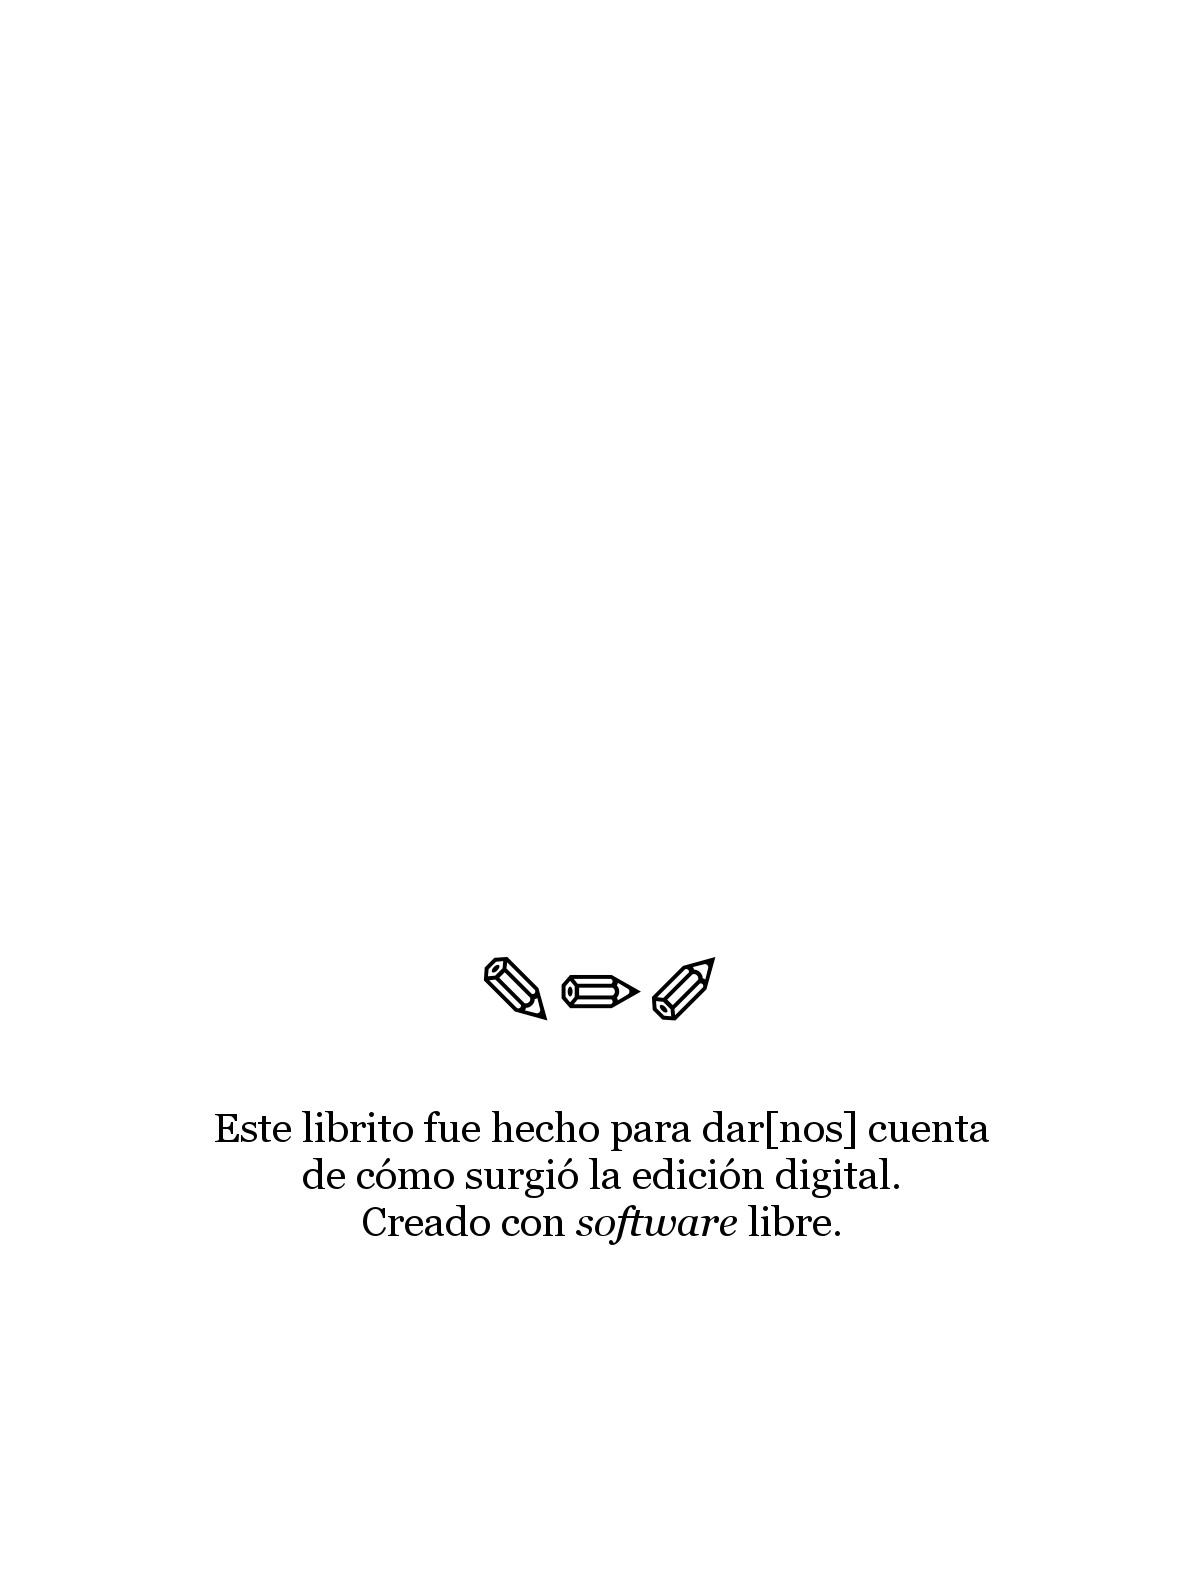 Este librito fue hecho para dar[nos] cuenta
de cómo surgió la edición digital.
Creado con software libre.